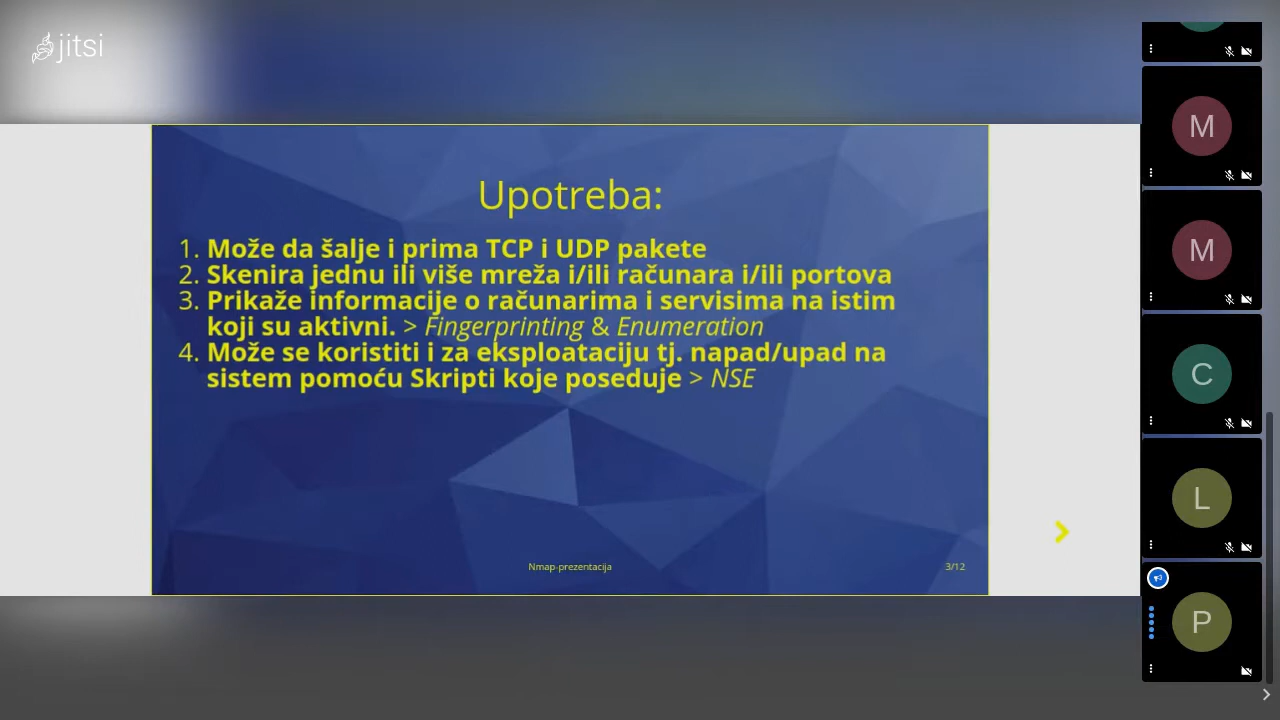 jitsi
Upotreba:
1. Može da šalje i prima TCP i UDP pakete
2. Skenira jednu ili više mreža i/ili računara i/ili portova
3. Prikaže informacije o računarima i servisima na istim
koji su aktivni. > Fingerprinting & Enumeration
4. Može se koristiti i za eksploataciju tj. napad/upad na
sistem pomoću Skripti koje poseduje > NSE
Nmap-prezentacija
3/12
M
M
C
L
P